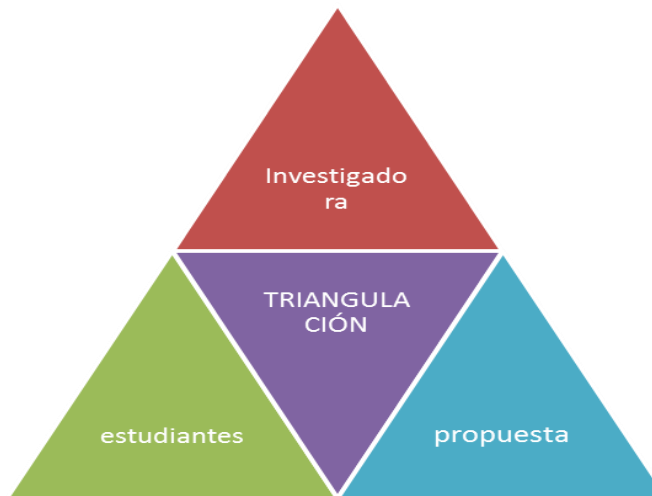 Investigado
ra
TRIANGULA
CIÓN
estudiantes
propuesta